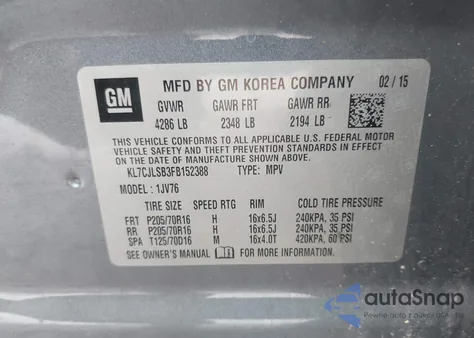 GM
MFD BY GM KOREA COMPANY 02 / 15
GVWR GAWR FRT GAWR RR
4286 LB 2348 LB 2194 LB
THIS VEHICLE CONFORMS TO ALL APPLICABLE U.S. FEDERAL MOTOR
VEHICLE SAFETY, BUMPER, AND THEFT PREVENTION STANDARDS IN
EFFECT ON THE DATE OF MANUFACTURE SHOWN ABOVE.
KL7CJLSB3FB152388 TYPE: MPV
MODEL : 1JV76
TIRE SIZE SPEED RTG RIM COLD TIRE PRESSURE
FRT P205/70R16 H 16x6.5J 240KPA, 35 PSI
RR P205/70R16 H 16x6.5J 240KPA, 35 PSI
SPA T125/70D16 M 16x4.0T 420KPA, 60 PSI
SEE OWNER'S MANUAL FOR MORE INFORMATION
autoSnap
Pewne auto z